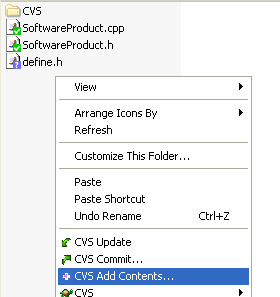 CVS
SoftwareProduct.cpp
SoftwareProduct.h
define.h
View
Arrange Icons By
Refresh
Customize This Folder...
Paste
Paste Shortcut
Undo Rename Ctrl+Z
CVS Update
CVS Commit...
CVS Add Contents...
CVS